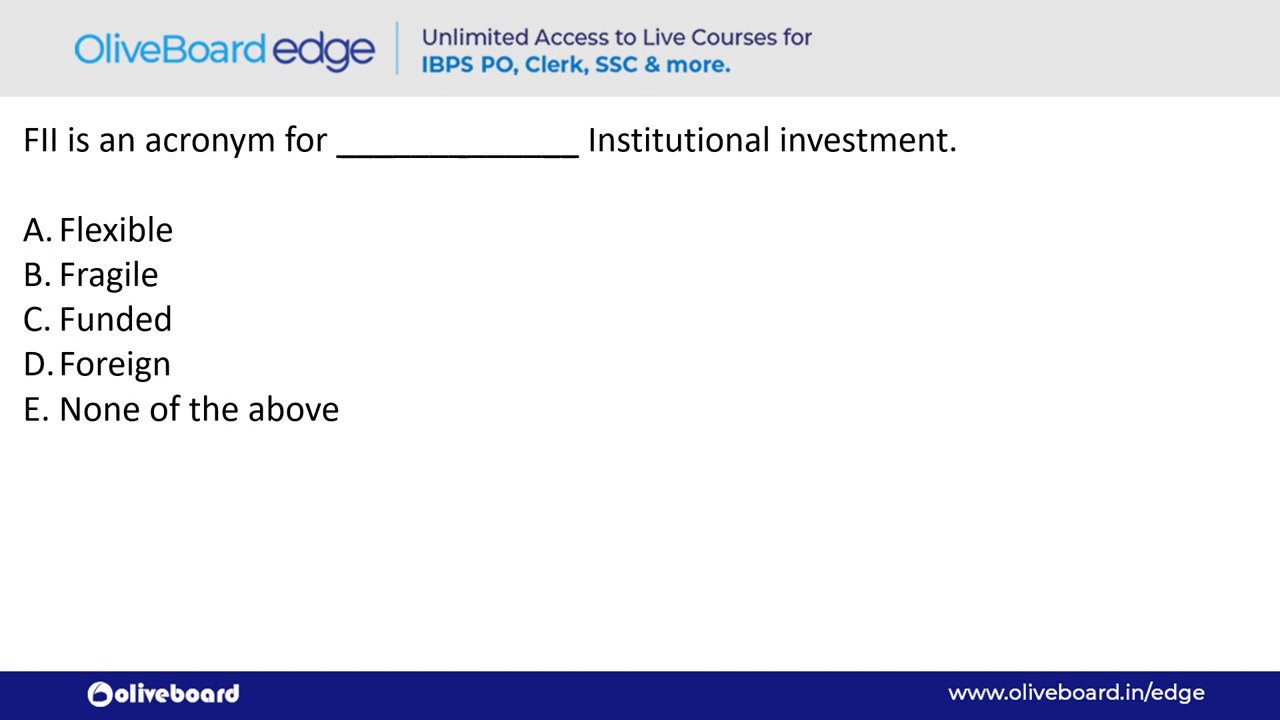 OliveBoard edge
Unlimited Access to Live Courses for
IBPS PO, Clerk, SSC & more.
FII is an acronym for _____________ Institutional investment.
A. Flexible
B. Fragile
C. Funded
D. Foreign
E. None of the above
oliveboard
www.oliveboard.in/edge